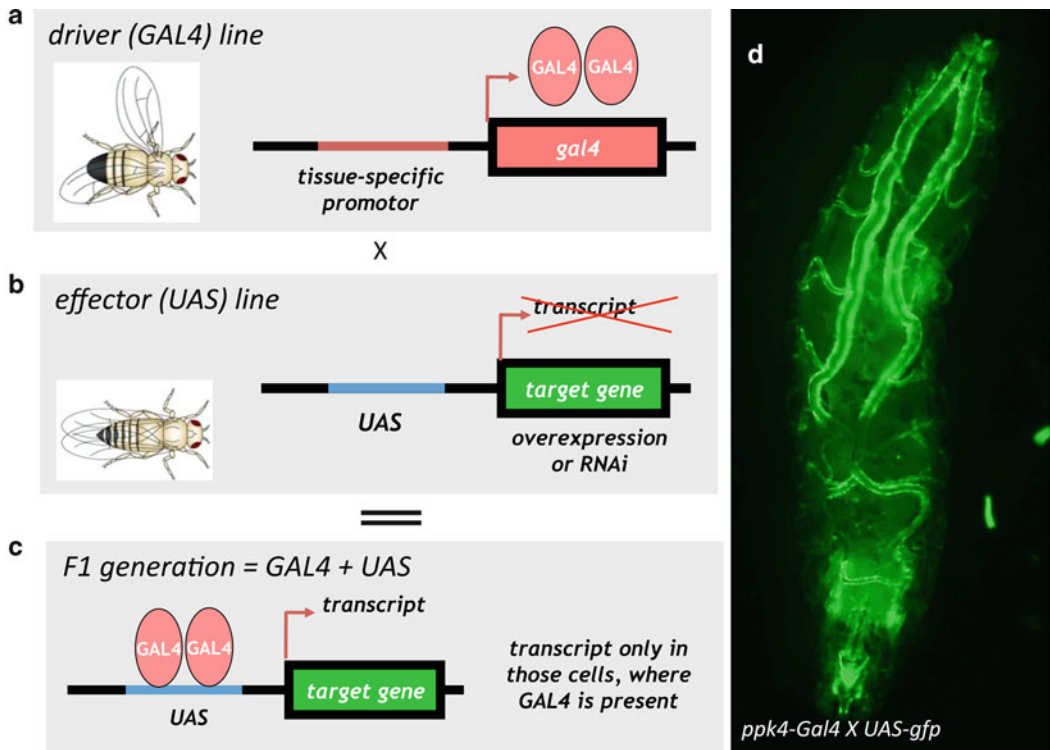 a
driver (GAL4) line
GAL4 GAL4
gal4
tissue-specific
promotor
X
b
effector (UAS) line
transcript
target gene
UAS
overexpression
or RNAi
c
F1 generation = GAL4 + UAS
transcript
GAL4 GAL4
target gene
UAS
transcript only in
those cells, where
GAL4 is present
d
ppk4-Gal4 X UAS-gfp